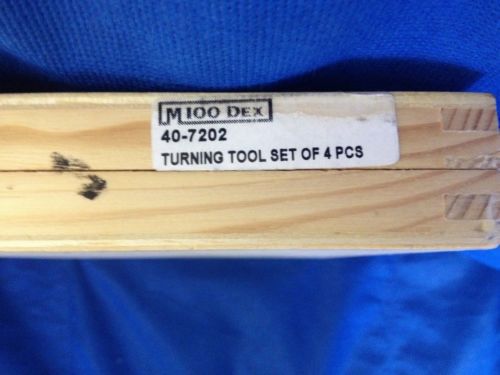 M100 DEX
40-7202
TURNING TOOL SET OF 4 PCS